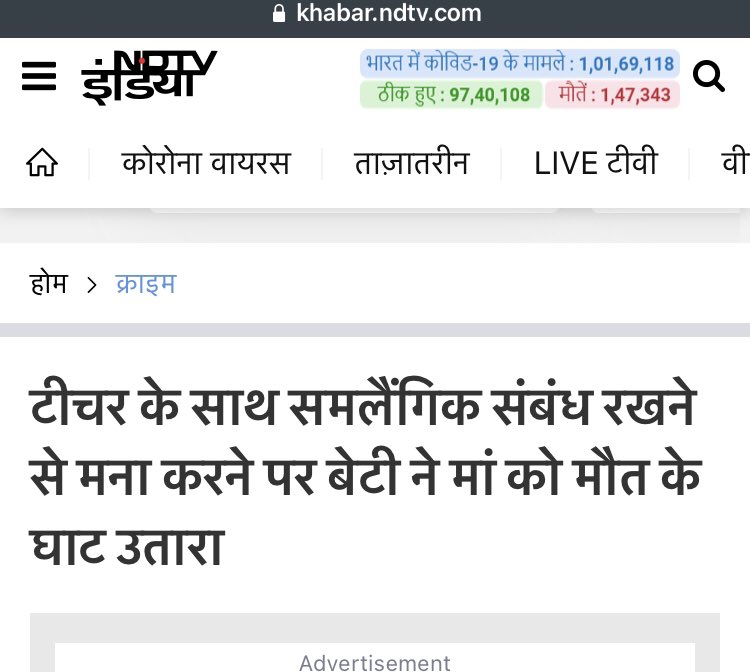 khabar.ndtv.com
NDTV
इंडिया
भारत में कोविड-19 के मामले : 1,01,69,118
ठीक हुए : 97,40,108 मौतें : 1,47,343
कोरोना वायरस ताज़ातरीन LIVE टीवी वी
होम > क्राइम
टीचर के साथ समलैंगिक संबंध रखने
से मना करने पर बेटी ने मां को मौत के
घाट उतारा
Advertisement